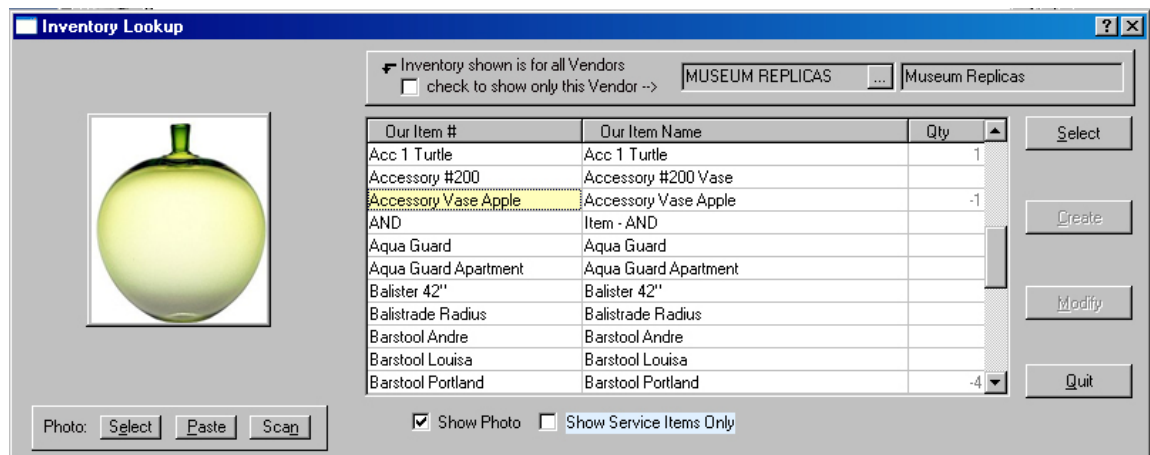 Inventory Lookup
Inventory shown is for all Vendors
check to show only this Vendor -->
MUSEUM REPLICAS ... Museum Replicas
Our Item # Our Item Name Qty
Acc 1 Turtle Acc 1 Turtle 1
Accessory #200 Accessory #200 Vase
Accessory Vase Apple Accessory Vase Apple -1
AND Item - AND
Aqua Guard Aqua Guard
Aqua Guard Apartment Aqua Guard Apartment
Balister 42" Balister 42"
Balistrade Radius Balistrade Radius
Barstool Andre Barstool Andre
Barstool Louisa Barstool Louisa
Barstool Portland Barstool Portland -4
Select
Create
Modify
Quit
Photo: Select Paste Scan
Show Photo Show Service Items Only